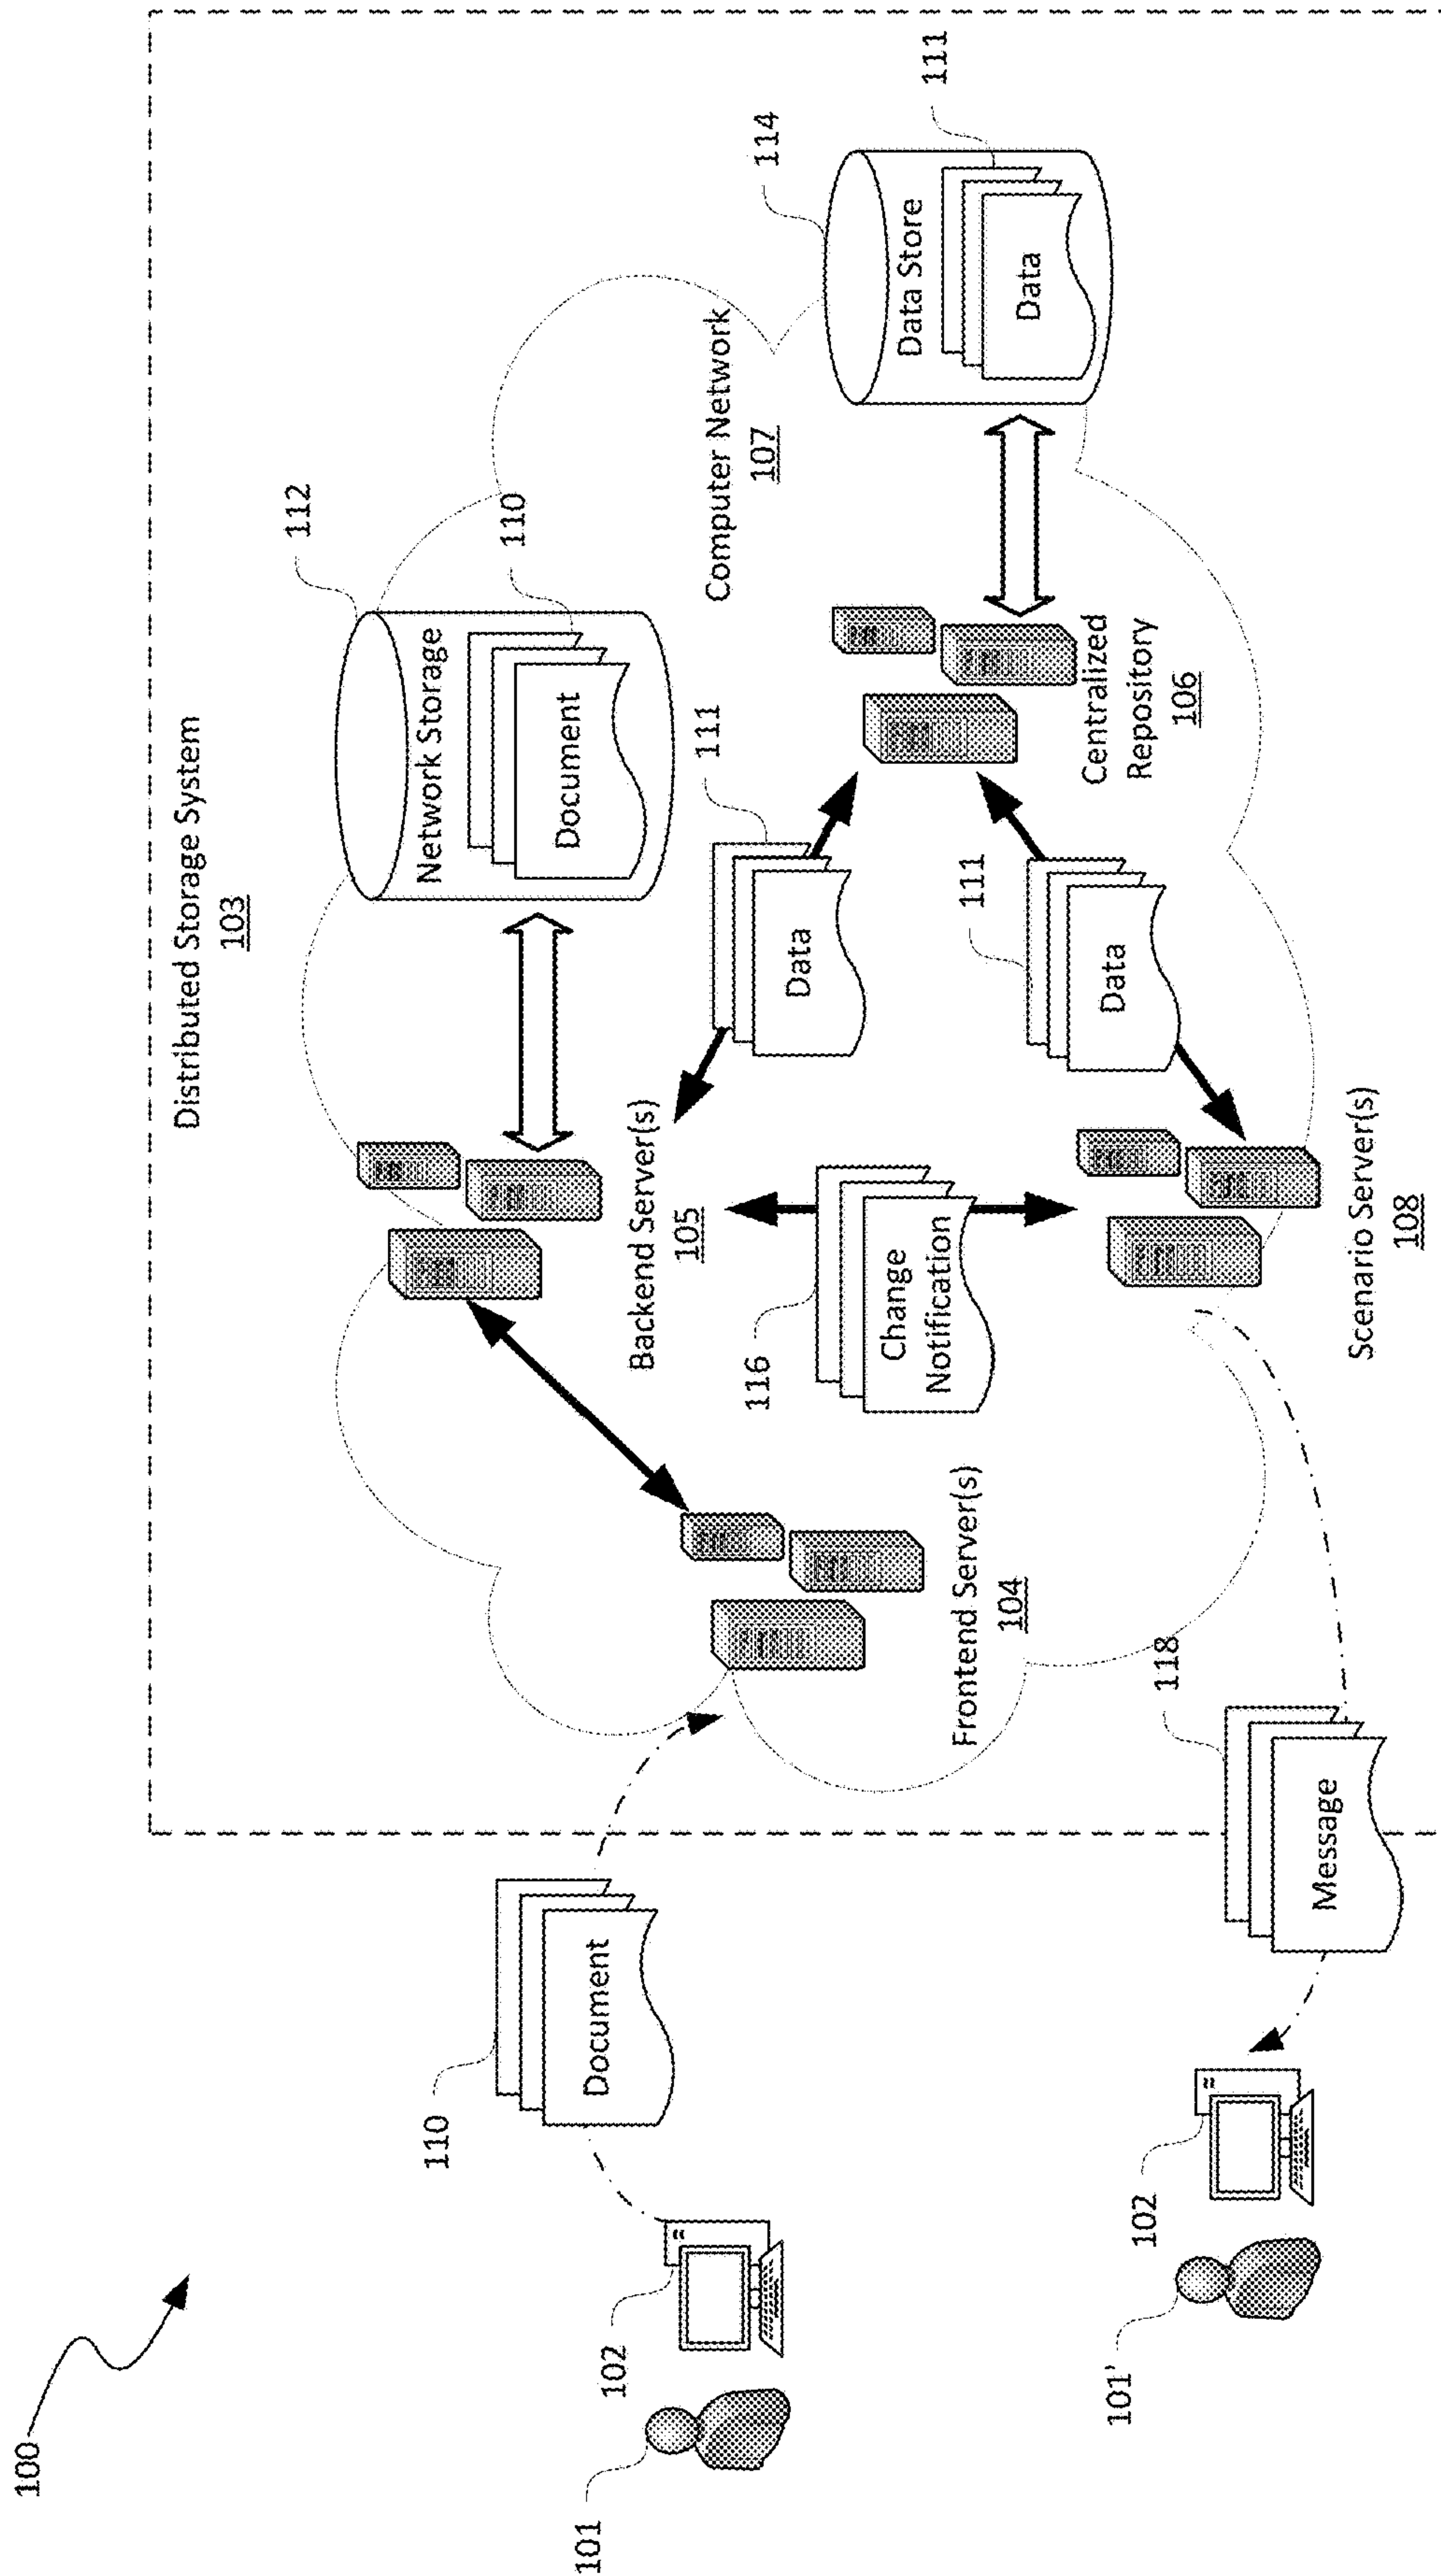 100
Distributed Storage System
103
112
Network Storage
110
Document
Computer Network
107
114
Data Store
111
Data
110
Document
101
102
Frontend Server(s)
104
Backend Server(s)
105
111
Data
Centralized
Repository
106
116
Change
Notification
111
Data
Scenario Server(s)
108
118
Message
101'
102